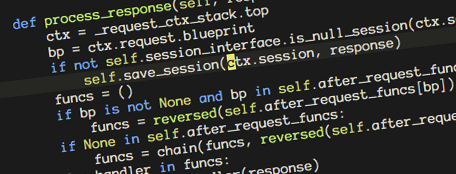 def process_response(self, resp
ctx = _request_ctx_stack.top
bp = ctx.request.blueprint
if not self.session_interface.is_null_session(ctx.s
self.save_session(ctx.session, response)
funcs = ()
if bp is not None and bp in self.after_request_func
funcs = reversed(self.after_request_funcs[bp])
if None in self.after_request_funcs:
funcs = chain(funcs, reversed(self.after_reque
handler in funcs:
(response)